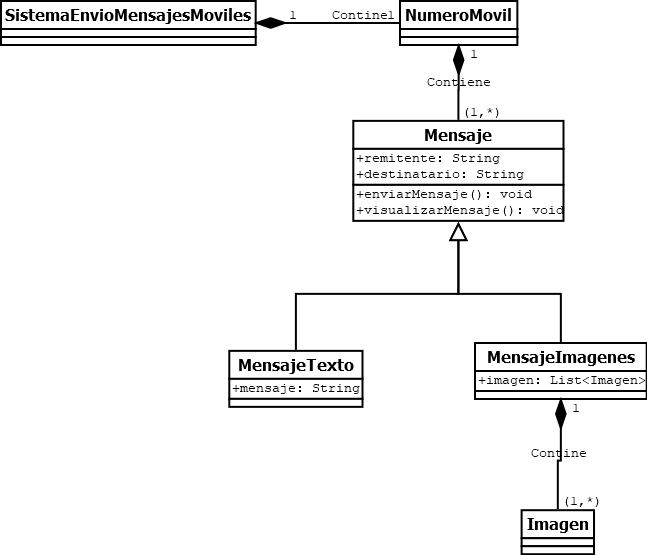 SistemaEnvioMensajesMoviles
1
Contine1
NumeroMovil
1
Contiene
(1,*)
Mensaje
+remitente: String
+destinatario: String
+enviarMensaje(): void
+visualizarMensaje(): void
MensajeTexto
+mensaje: String
MensajeImagenes
+imagen: List<Imagen>
1
Contine
(1,*)
Imagen